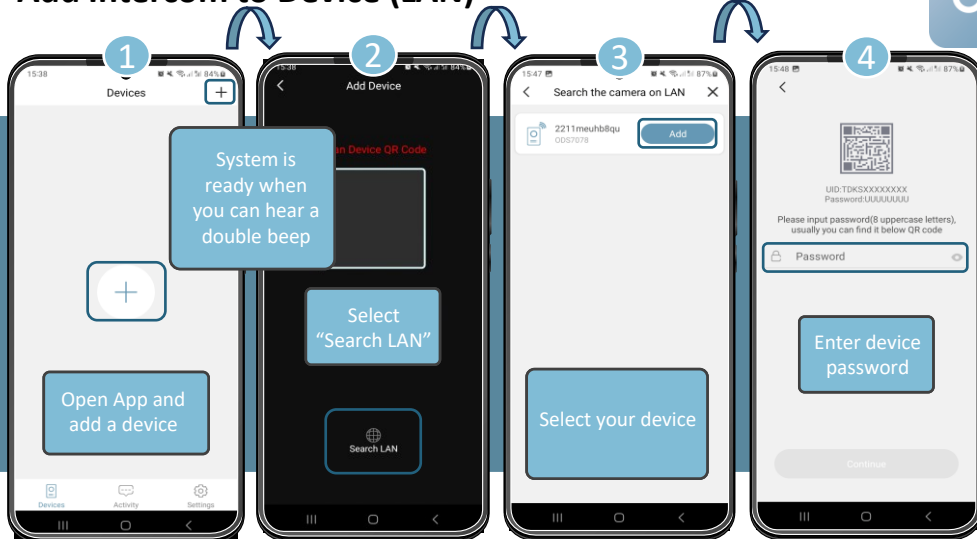 Add Intercom to Device (LAN)
1
15:38
84%
Devices
+
System is
ready when
you can hear a
double beep
+
Open App and
add a device
Devices
Activity
Settings
2
15:38
84%
Add Device
an Device QR Code
Select
“Search LAN”
Search LAN
3
15:47
87%
Search the camera on LAN
2211meuhb8qu
ODS7078
Add
Select your device
4
15:48
87%
UID:TDKSXXXXXXXX
Password:UUUUUUUU
Please input password(8 uppercase letters),
usually you can find it below QR code
Password
Enter device
password
Continue